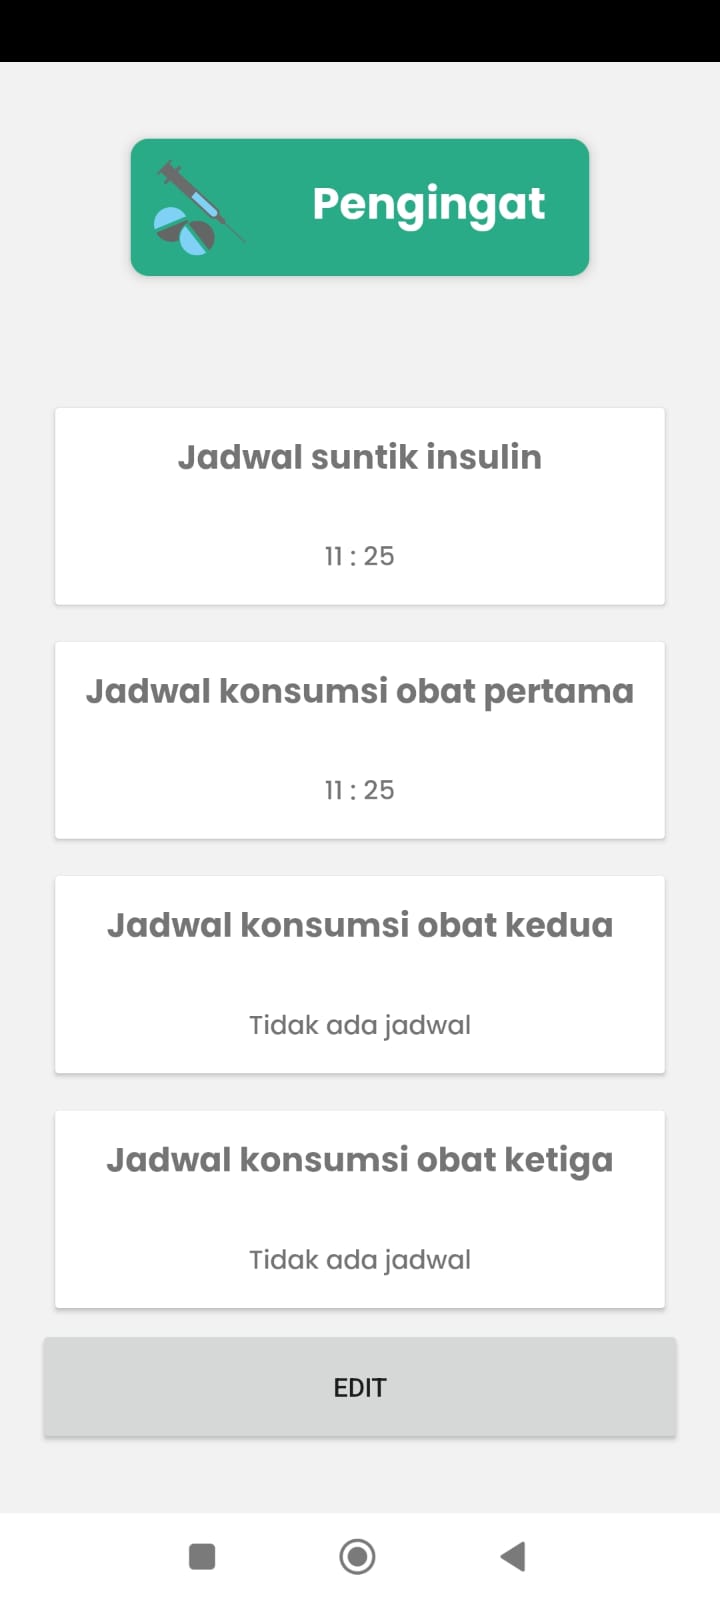 Pengingat
Jadwal suntik insulin
11 : 25
Jadwal konsumsi obat pertama
11 : 25
Jadwal konsumsi obat kedua
Tidak ada jadwal
Jadwal konsumsi obat ketiga
Tidak ada jadwal
EDIT